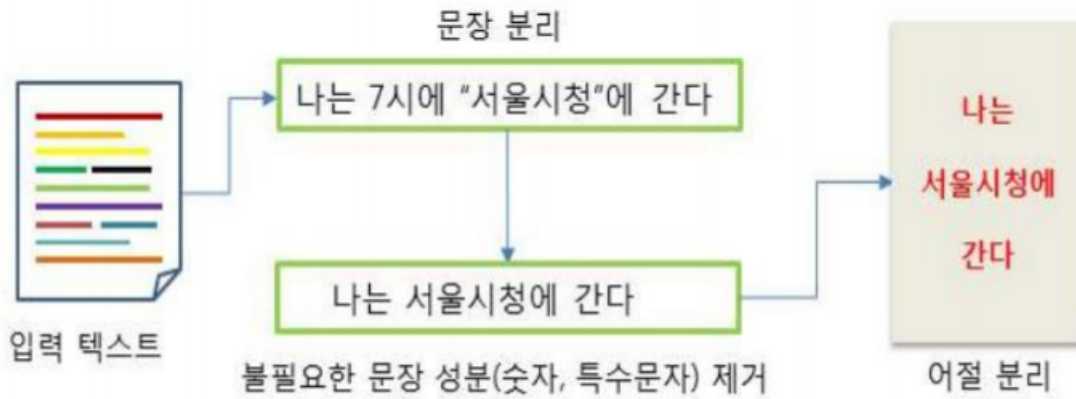 문장 분리
나는 7시에 “서울시청”에 간다
나는
서울시청에
간다
나는 서울시청에 간다
입력 텍스트
불필요한 문장 성분(숫자, 특수문자) 제거
어절 분리